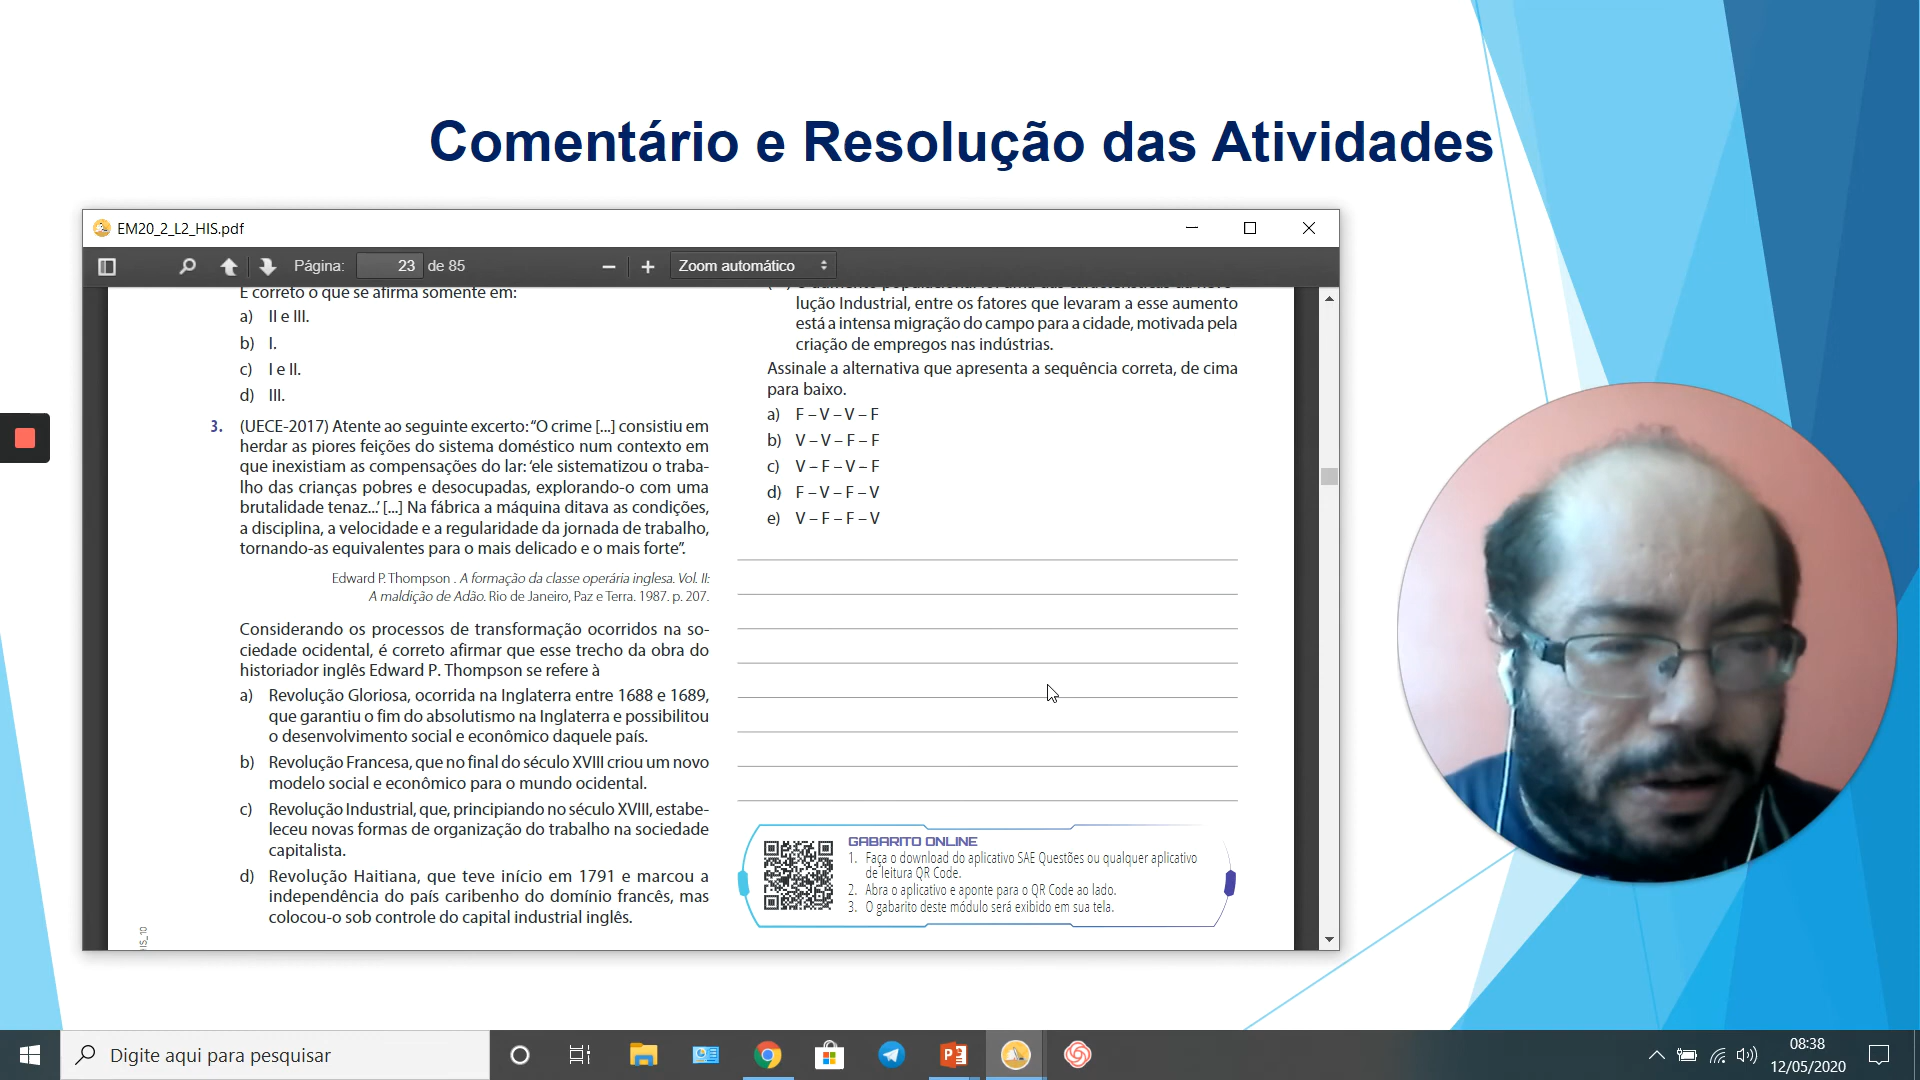 Comentário e Resolução das Atividades
EM20_2_L2_HIS.pdf
Página: 23 de 85
Zoom automático
É correto o que se afirma somente em:
a) II e III.
b) I.
c) I e II.
d) III.
3. (UECE-2017) Atente ao seguinte excerto: “O crime [...] consistiu em
herdar as piores feições do sistema doméstico num contexto em
que inexistiam as compensações do lar: ‘ele sistematizou o traba-
lho das crianças pobres e desocupadas, explorando-o com uma
brutalidade tenaz...’ [...] Na fábrica a máquina ditava as condições,
a disciplina, a velocidade e a regularidade da jornada de trabalho,
tornando-as equivalentes para o mais delicado e o mais forte”.
Edward P. Thompson . A formação da classe operária inglesa. Vol. II:
A maldição de Adão. Rio de Janeiro, Paz e Terra. 1987. p. 207.
Considerando os processos de transformação ocorridos na so-
ciedade ocidental, é correto afirmar que esse trecho da obra do
historiador inglês Edward P. Thompson se refere à
a) Revolução Gloriosa, ocorrida na Inglaterra entre 1688 e 1689,
que garantiu o fim do absolutismo na Inglaterra e possibilitou
o desenvolvimento social e econômico daquele país.
b) Revolução Francesa, que no final do século XVIII criou um novo
modelo social e econômico para o mundo ocidental.
c) Revolução Industrial, que, principiando no século XVIII, estabe-
leceu novas formas de organização do trabalho na sociedade
capitalista.
d) Revolução Haitiana, que teve início em 1791 e marcou a
independência do país caribenho do domínio francês, mas
colocou-o sob controle do capital industrial inglês.
lução Industrial, entre os fatores que levaram a esse aumento
está a intensa migração do campo para a cidade, motivada pela
criação de empregos nas indústrias.
Assinale a alternativa que apresenta a sequência correta, de cima
para baixo.
a) F – V – V – F
b) V – V – F – F
c) V – F – V – F
d) F – V – F – V
e) V – F – F – V
GABARITO ONLINE
1. Faça o download do aplicativo SAE Questões ou qualquer aplicativo
de leitura QR Code.
2. Abra o aplicativo e aponte para o QR Code ao lado.
3. O gabarito deste módulo será exibido em sua tela.
Digite aqui para pesquisar
08:38
12/05/2020